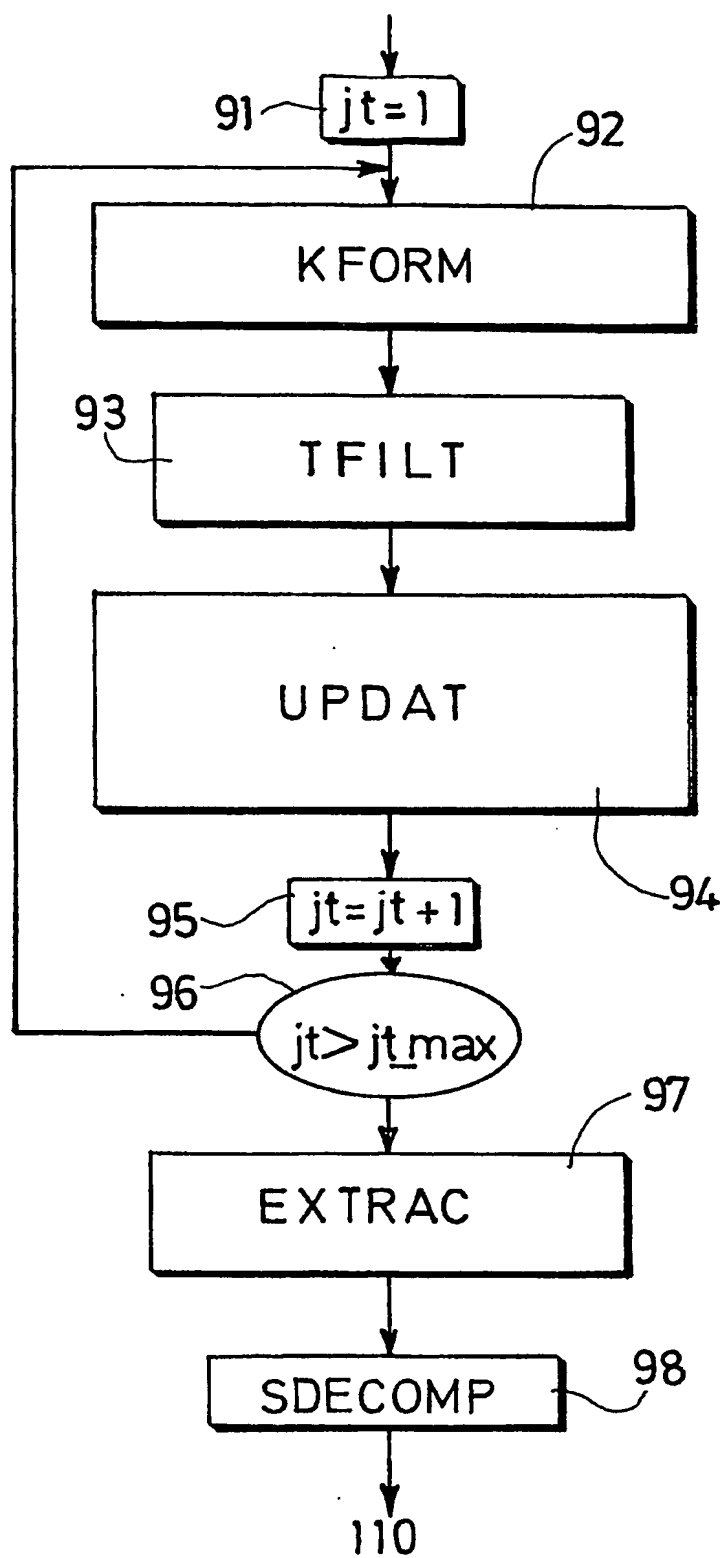 91
jt=1
92
KFORM
93
TFILT
UPDAT
94
95
jt=jt+1
96
jt>jt_max
97
EXTRAC
98
SDECOMP
110